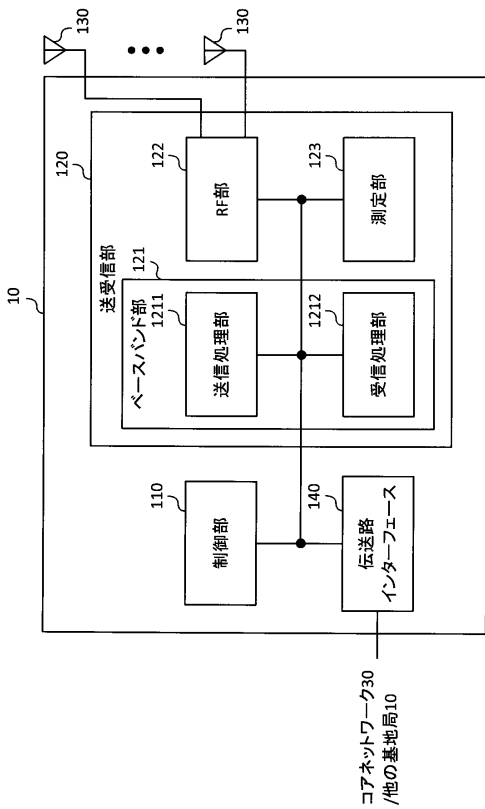 10
120
送受信部
121
ベースバンド部
1211
送信処理部
1212
受信処理部
122
RF部
123
測定部
130
130
110
制御部
140
伝送路
インターフェース
コアネットワーク30
/他の基地局10